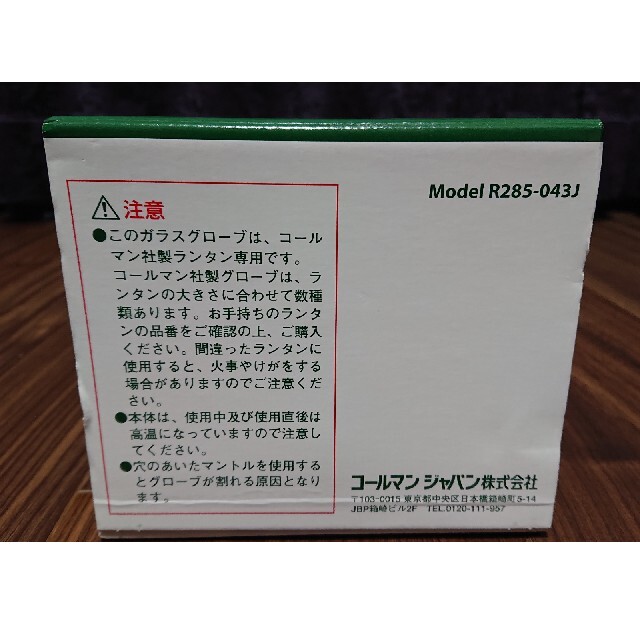 Model R285-043J
⚠注意
●このガラスグローブは、コール
マン社製ランタン専用です。
コールマン社製グローブは、ラ
ンタンの大きさに合わせて数種
類あります。お手持ちのランタ
ンの品番をご確認の上、ご購入
ください。間違ったランタンに
使用すると、火事やけがをする
場合がありますのでご注意くだ
さい。
●本体は、使用中及び使用直後は
高温になっていますので注意し
てください。
●穴のあいたマントルを使用する
とグローブが割れる原因となり
ます。
コールマン ジャパン株式会社
〒103-0015 東京都中央区日本橋箱崎町5-14
JBP箱崎ビル2F TEL.0120-111-957